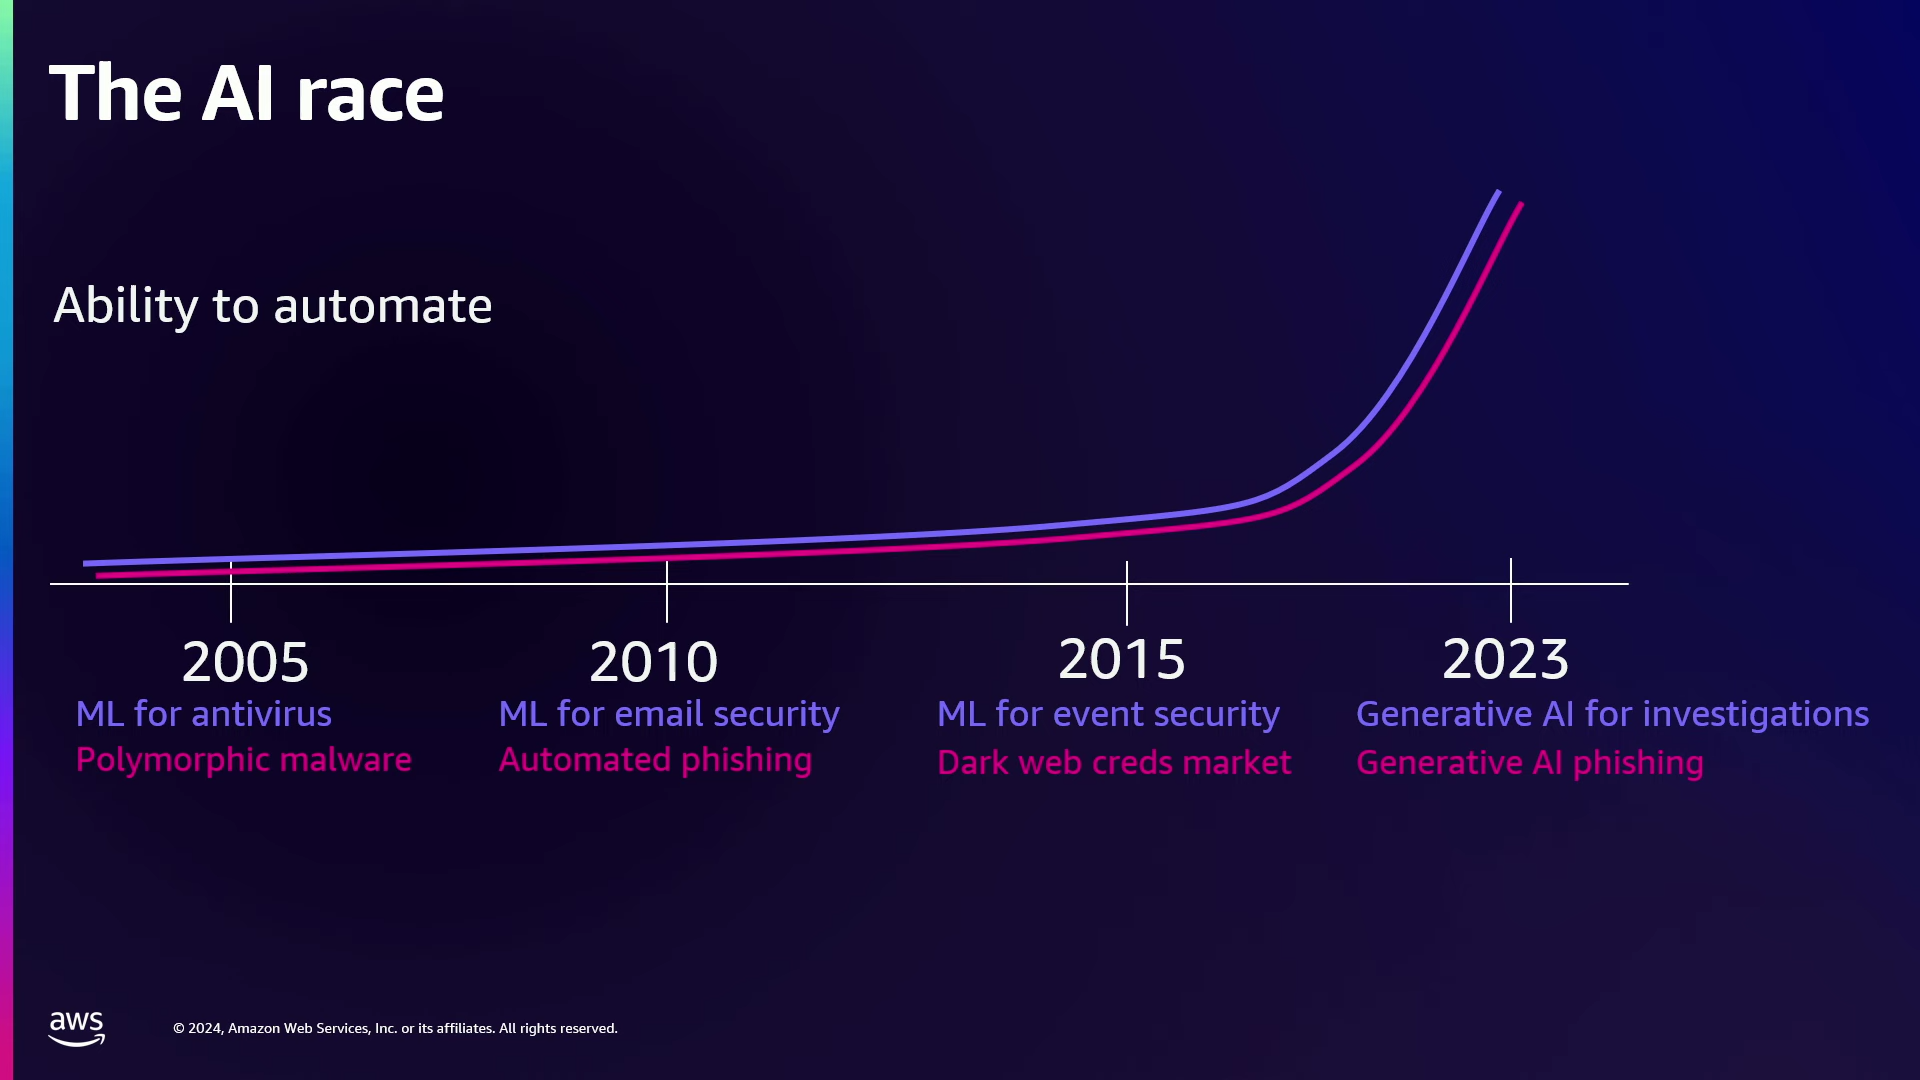 The AI race
Ability to automate
2005
2010
2015
2023
ML for antivirus
Polymorphic malware
ML for email security
Automated phishing
ML for event security
Dark web creds market
Generative AI for investigations
Generative AI phishing
aws
© 2024, Amazon Web Services, Inc. or its affiliates. All rights reserved.